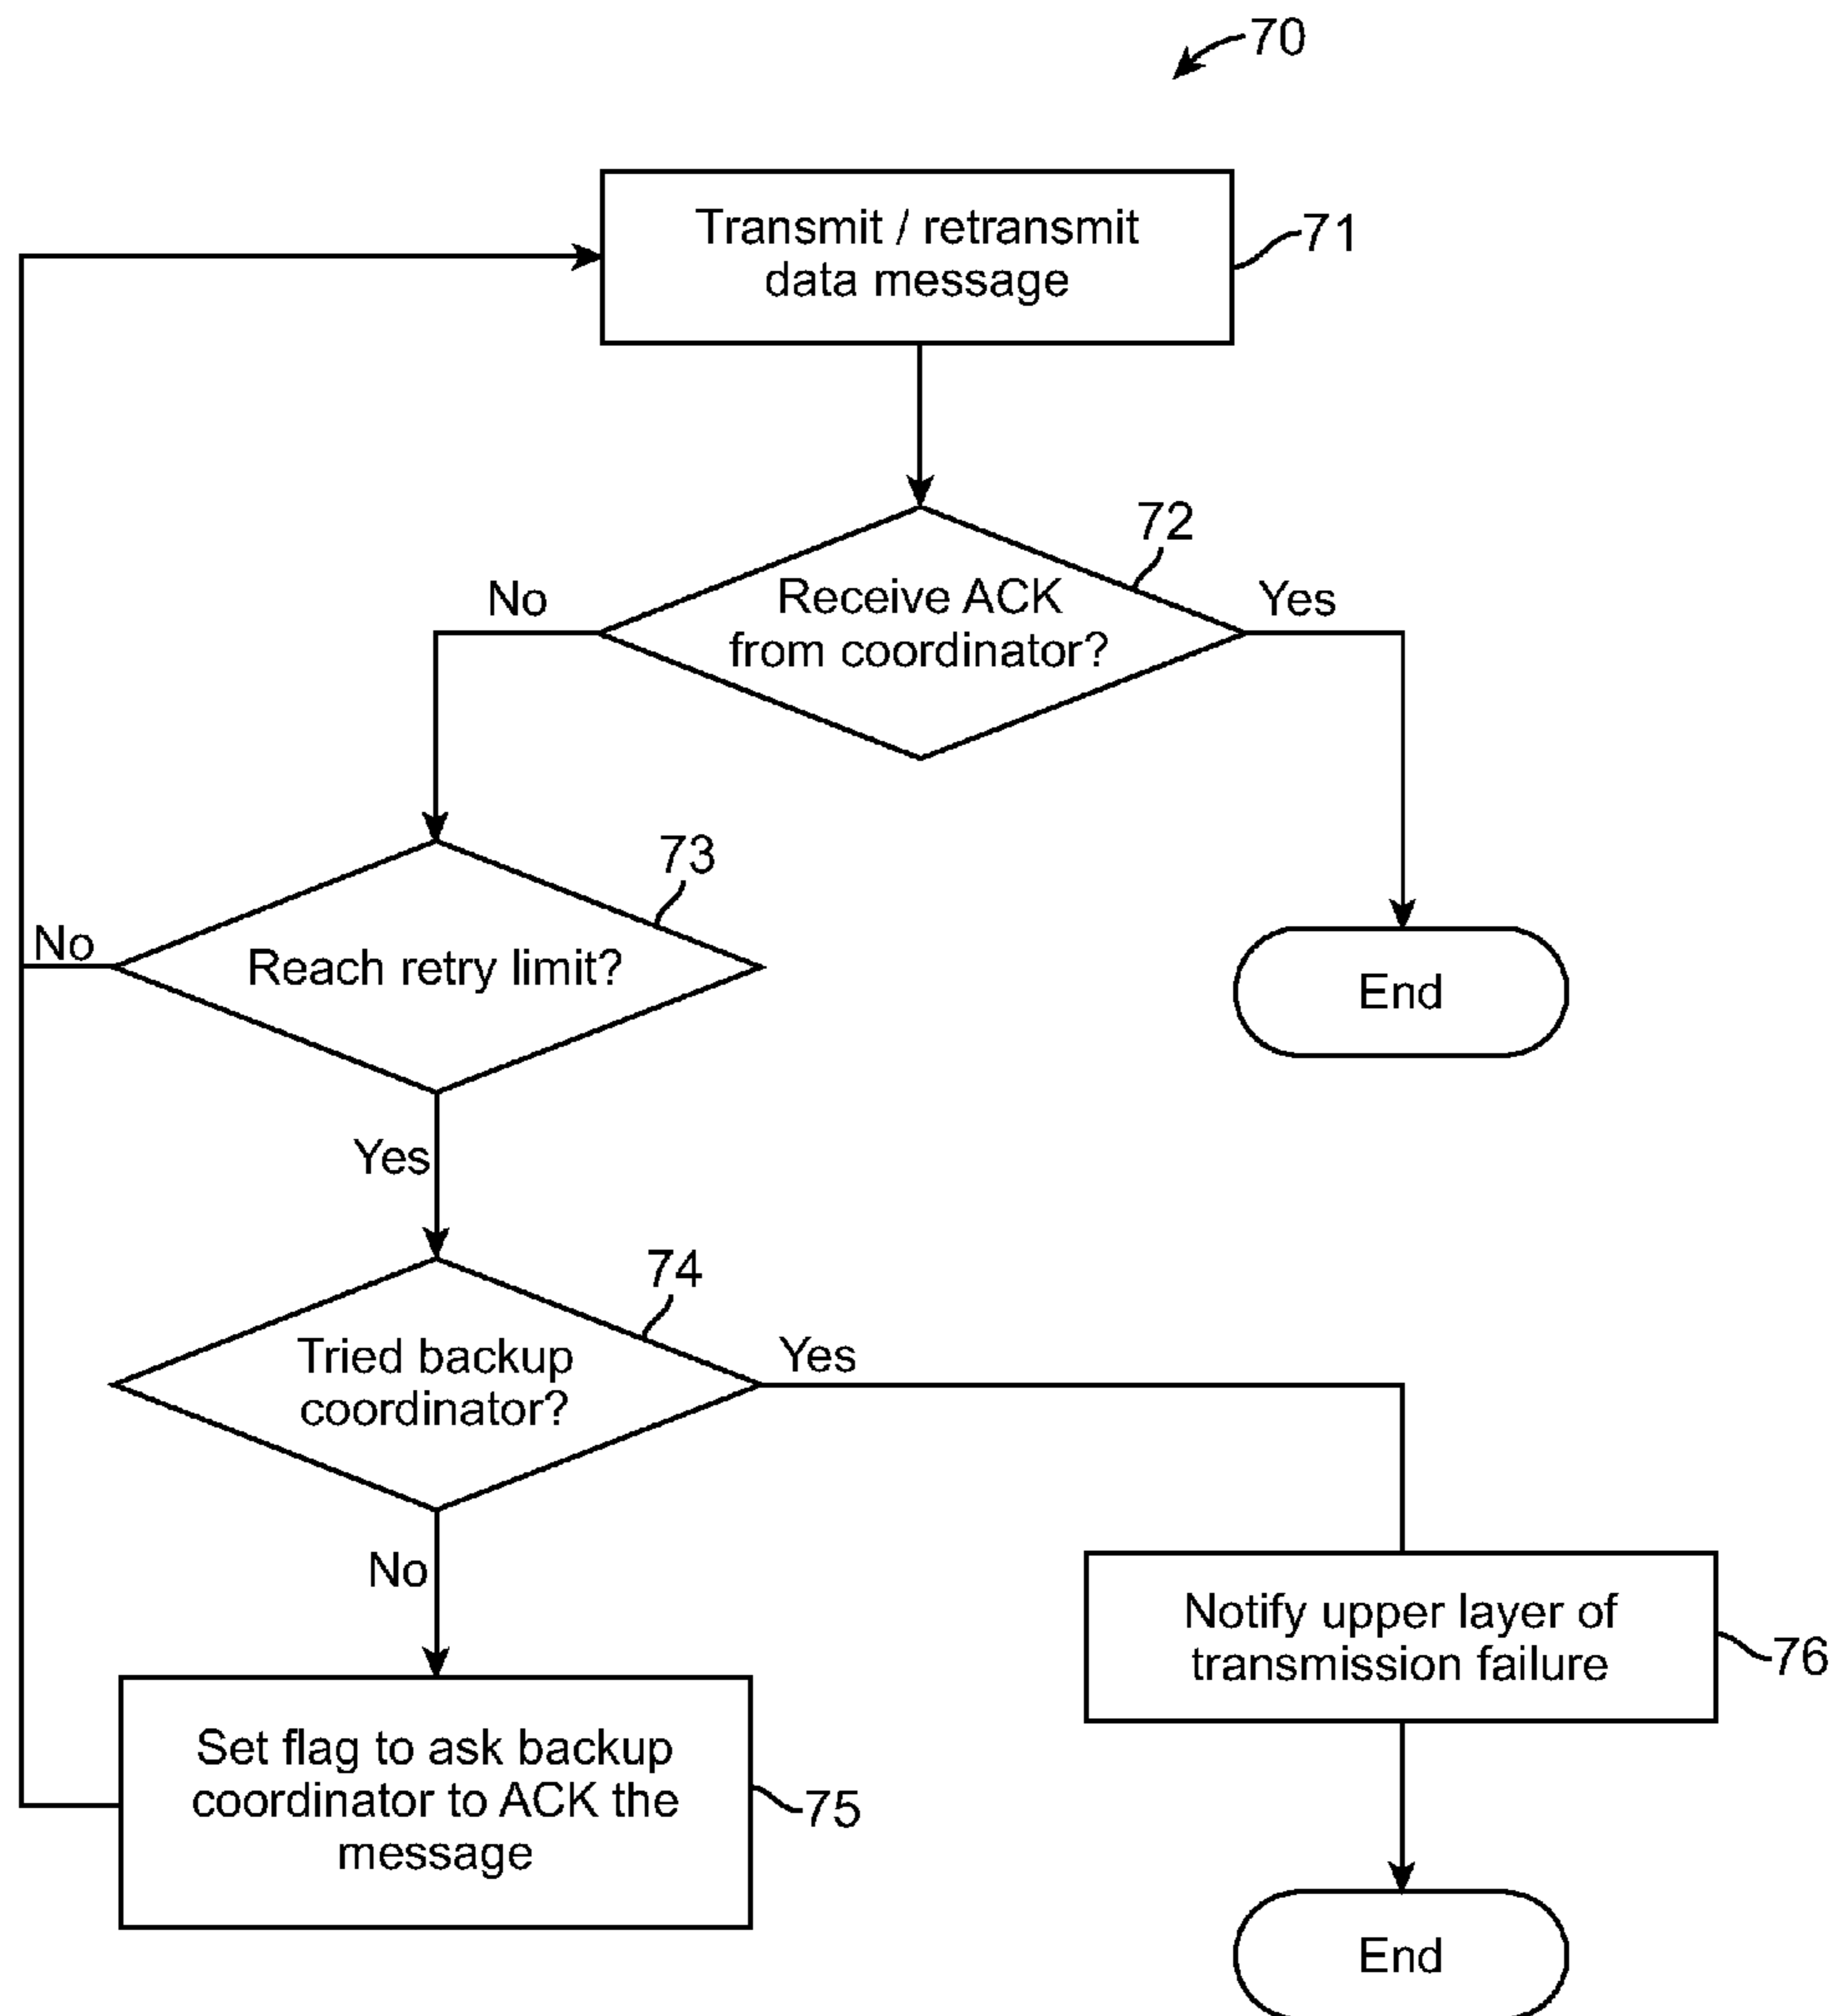 70
Transmit / retransmit
data message
71
72
No
Receive ACK
from coordinator?
Yes
73
No
Reach retry limit?
End
Yes
74
Tried backup
coordinator?
Yes
No
Notify upper layer of
transmission failure
76
Set flag to ask backup
coordinator to ACK the
message
75
End